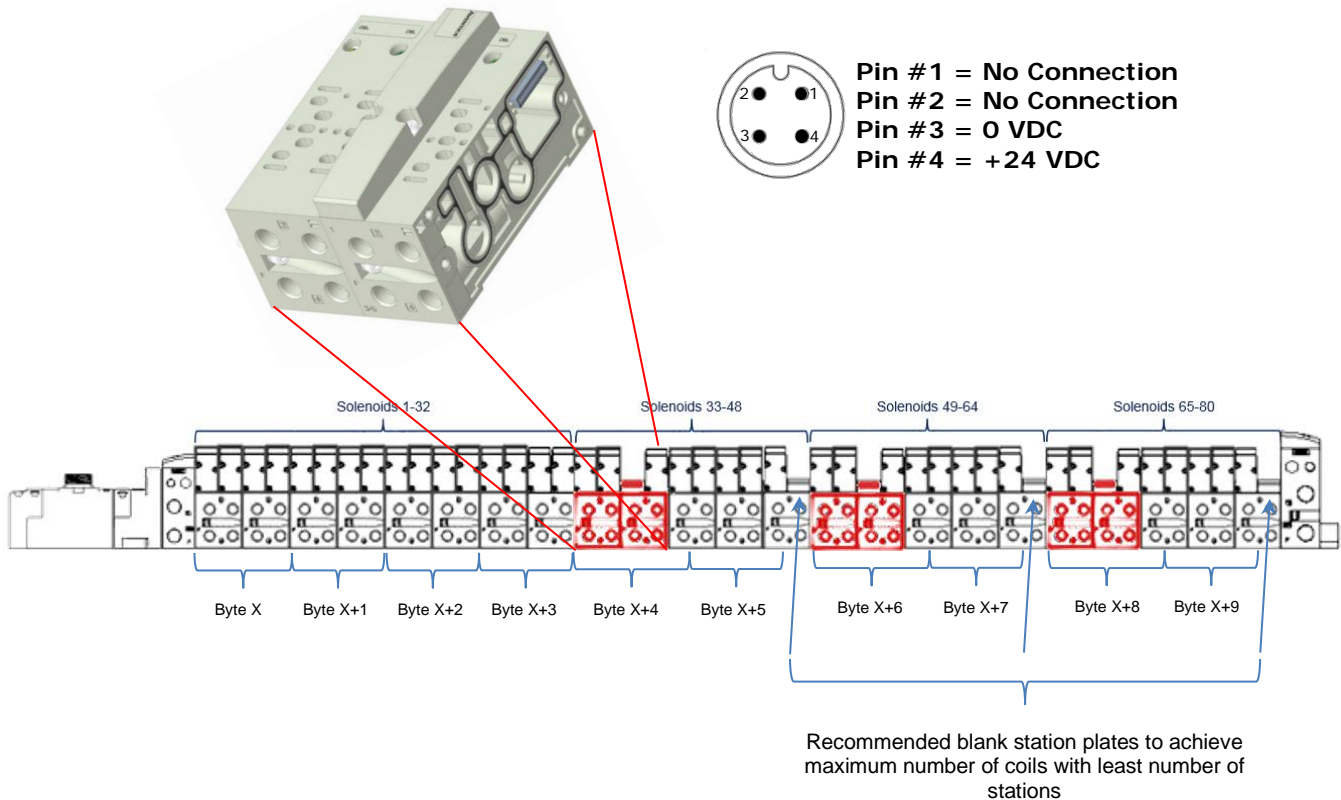 Pin #1 = No Connection
Pin #2 = No Connection
Pin #3 = 0 VDC
Pin #4 = +24 VDC
2
1
3
4
Solenoids 1-32
Solenoids 33-48
Solenoids 49-64
Solenoids 65-80
Byte X
Byte X+1
Byte X+2
Byte X+3
Byte X+4
Byte X+5
Byte X+6
Byte X+7
Byte X+8
Byte X+9
Recommended blank station plates to achieve
maximum number of coils with least number of
stations